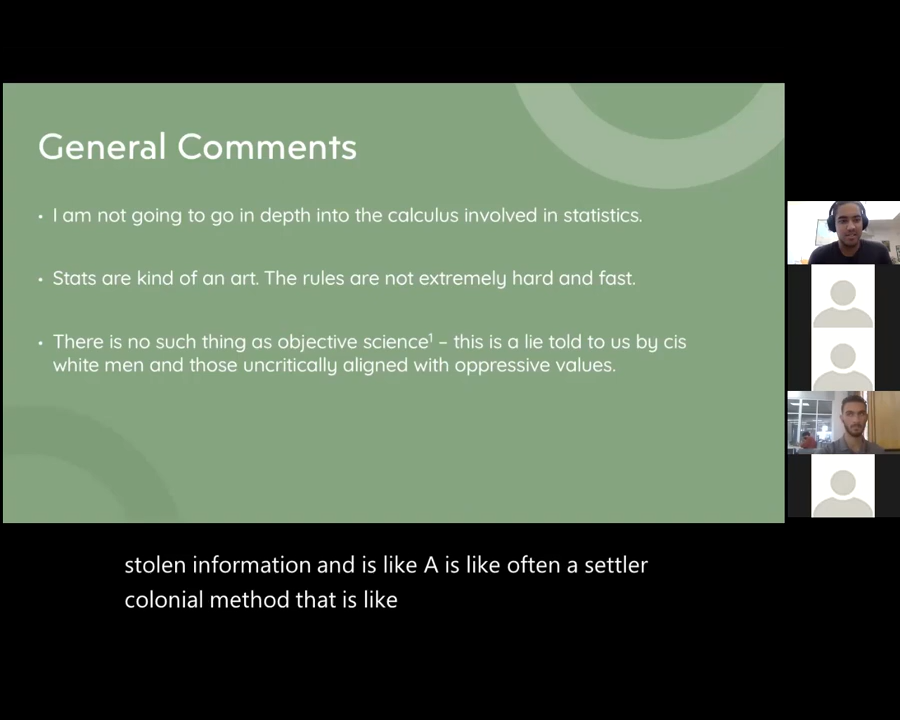 General Comments
• I am not going to go in depth into the calculus involved in statistics.
• Stats are kind of an art. The rules are not extremely hard and fast.
• There is no such thing as objective science¹ – this is a lie told to us by cis
white men and those uncritically aligned with oppressive values.
stolen information and is like A is like often a settler
colonial method that is like